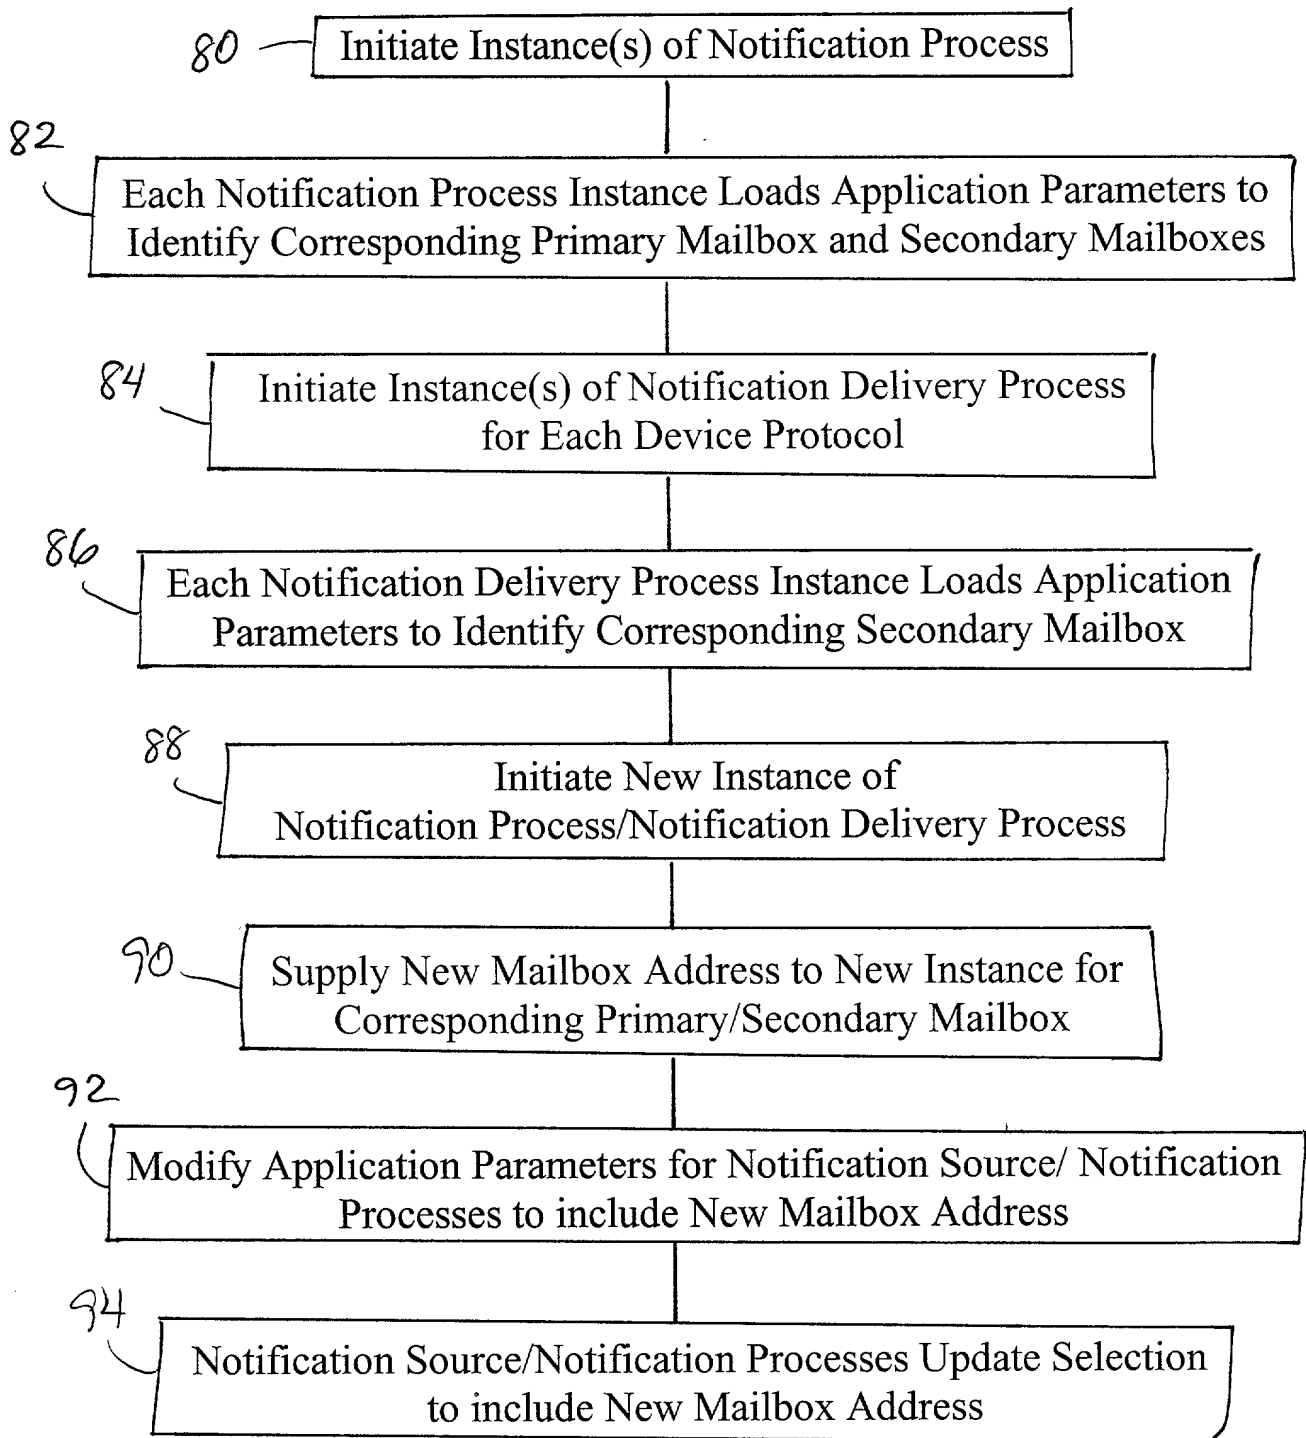 80 Initiate Instance(s) of Notification Process
82
Each Notification Process Instance Loads Application Parameters to
Identify Corresponding Primary Mailbox and Secondary Mailboxes
84
Initiate Instance(s) of Notification Delivery Process
for Each Device Protocol
86
Each Notification Delivery Process Instance Loads Application
Parameters to Identify Corresponding Secondary Mailbox
88
Initiate New Instance of
Notification Process/Notification Delivery Process
90
Supply New Mailbox Address to New Instance for
Corresponding Primary/Secondary Mailbox
92
Modify Application Parameters for Notification Source/ Notification
Processes to include New Mailbox Address
94
Notification Source/Notification Processes Update Selection
to include New Mailbox Address